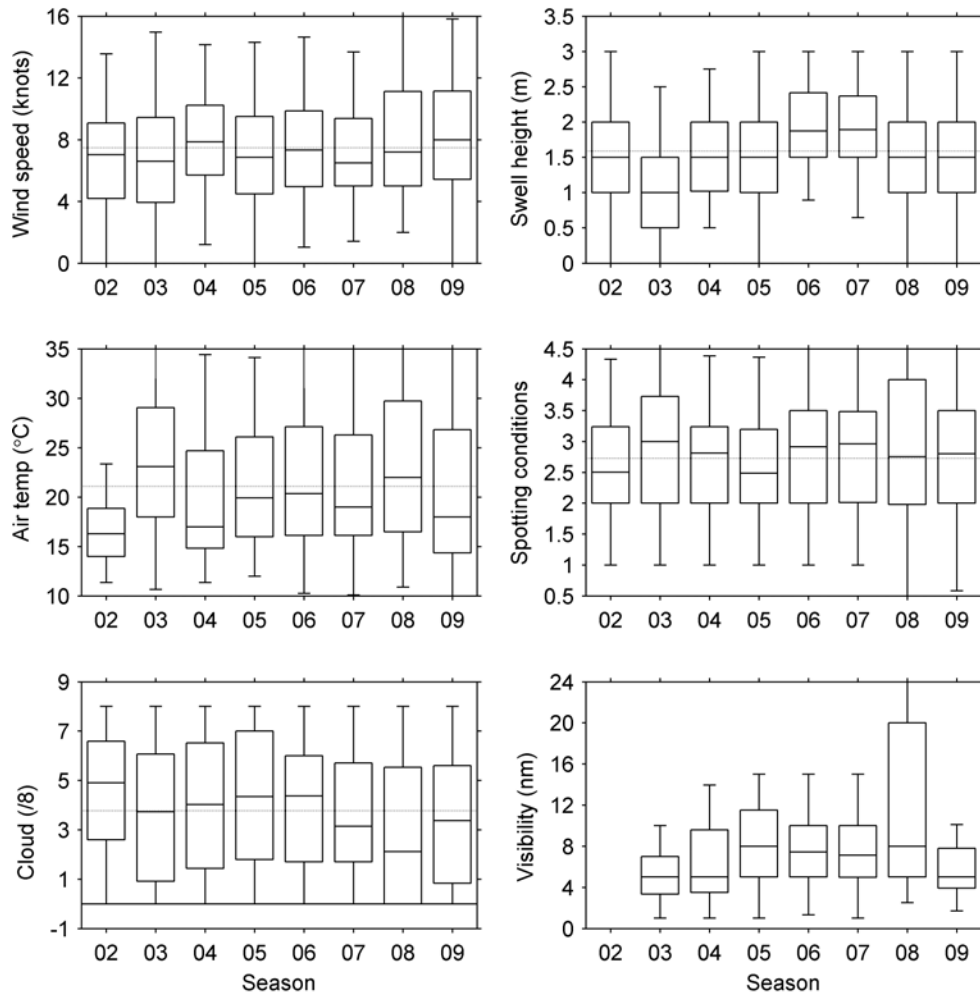 Wind speed (knots)
16
12
8
4
0
02 03 04 05 06 07 08 09
Swell height (m)
3.5
3
2.5
2
1.5
1
0.5
0
02 03 04 05 06 07 08 09
Air temp (°C)
35
30
25
20
15
10
02 03 04 05 06 07 08 09
Spotting conditions
4.5
4
3.5
3
2.5
2
1.5
1
0.5
02 03 04 05 06 07 08 09
Cloud (/8)
9
7
5
3
1
-1
02 03 04 05 06 07 08 09
Season
Visibility (nm)
24
20
16
12
8
4
0
02 03 04 05 06 07 08 09
Season